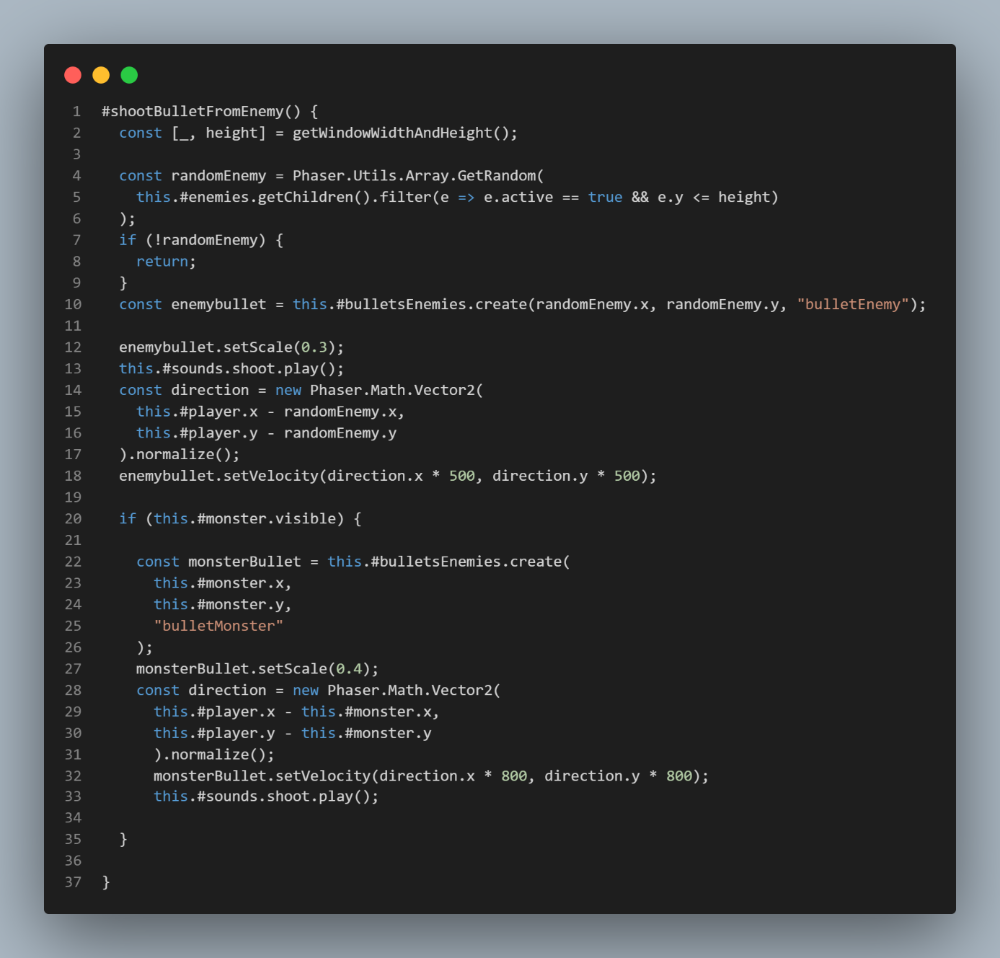 1 #shootBulletFromEnemy() {
2   const [_, height] = getWindowWidthAndHeight();
3
4   const randomEnemy = Phaser.Utils.Array.GetRandom(
5     this.#enemies.getChildren().filter(e => e.active == true && e.y <= height)
6   );
7   if (!randomEnemy) {
8     return;
9   }
10   const enemybullet = this.#bulletsEnemies.create(randomEnemy.x, randomEnemy.y, "bulletEnemy");
11
12   enemybullet.setScale(0.3);
13   this.#sounds.shoot.play();
14   const direction = new Phaser.Math.Vector2(
15     this.#player.x - randomEnemy.x,
16     this.#player.y - randomEnemy.y
17   ).normalize();
18   enemybullet.setVelocity(direction.x * 500, direction.y * 500);
19
20   if (this.#monster.visible) {
21
22     const monsterBullet = this.#bulletsEnemies.create(
23       this.#monster.x,
24       this.#monster.y,
25       "bulletMonster"
26     );
27     monsterBullet.setScale(0.4);
28     const direction = new Phaser.Math.Vector2(
29       this.#player.x - this.#monster.x,
30       this.#player.y - this.#monster.y
31       ).normalize();
32       monsterBullet.setVelocity(direction.x * 800, direction.y * 800);
33       this.#sounds.shoot.play();
34
35   }
36
37 }